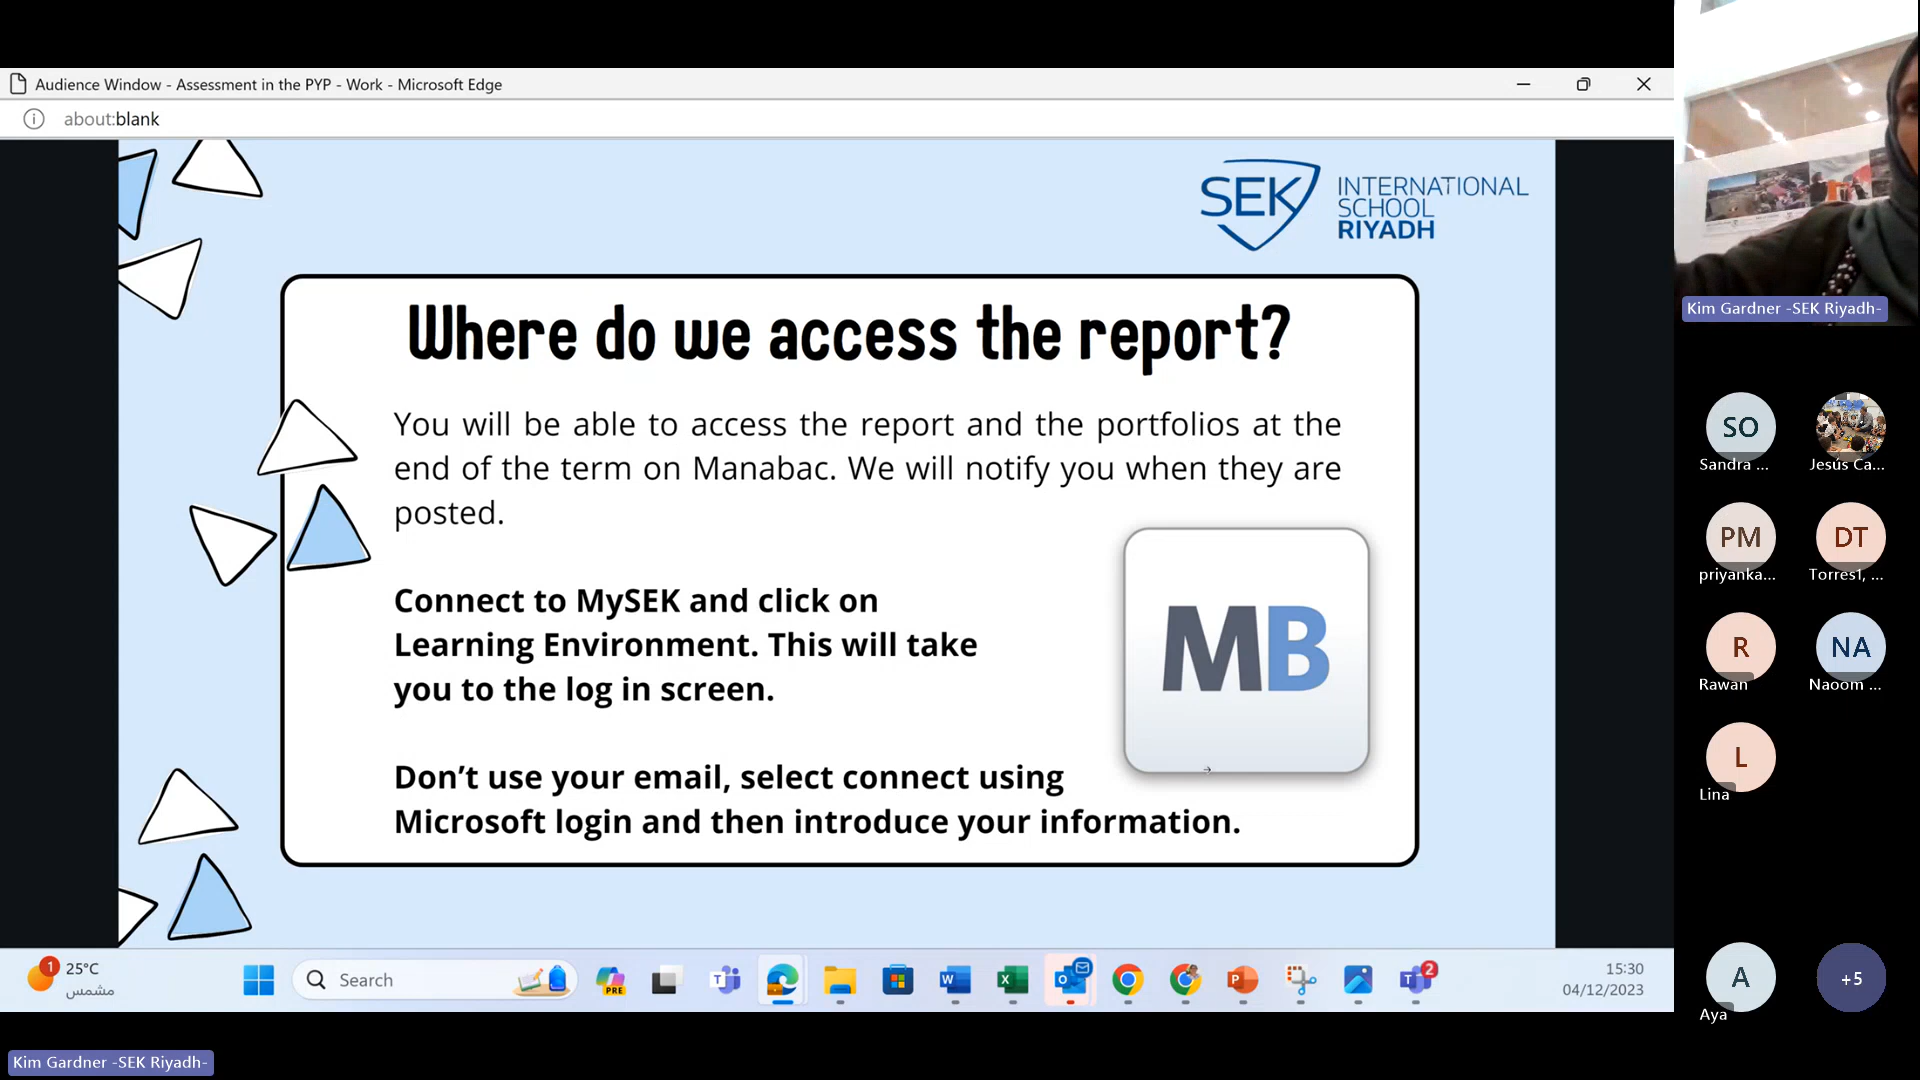 Audience Window - Assessment in the PYP - Work - Microsoft Edge
about:blank
SEK INTERNATIONAL
SCHOOL
RIYADH
Where do we access the report?
You will be able to access the report and the portfolios at the
end of the term on Manabac. We will notify you when they are
posted.
Connect to MySEK and click on
Learning Environment. This will take
you to the log in screen.
MB
Don't use your email, select connect using
Microsoft login and then introduce your information.
1
25°C
مشمس
Search
PRE
2
15:30
04/12/2023
Kim Gardner -SEK Riyadh-
Kim Gardner -SEK Riyadh-
SO
Sandra ...
Jesús Ca...
PM
priyanka...
DT
Torres1, ...
R
Rawan
NA
Naoom ...
L
Lina
A
Aya
+5